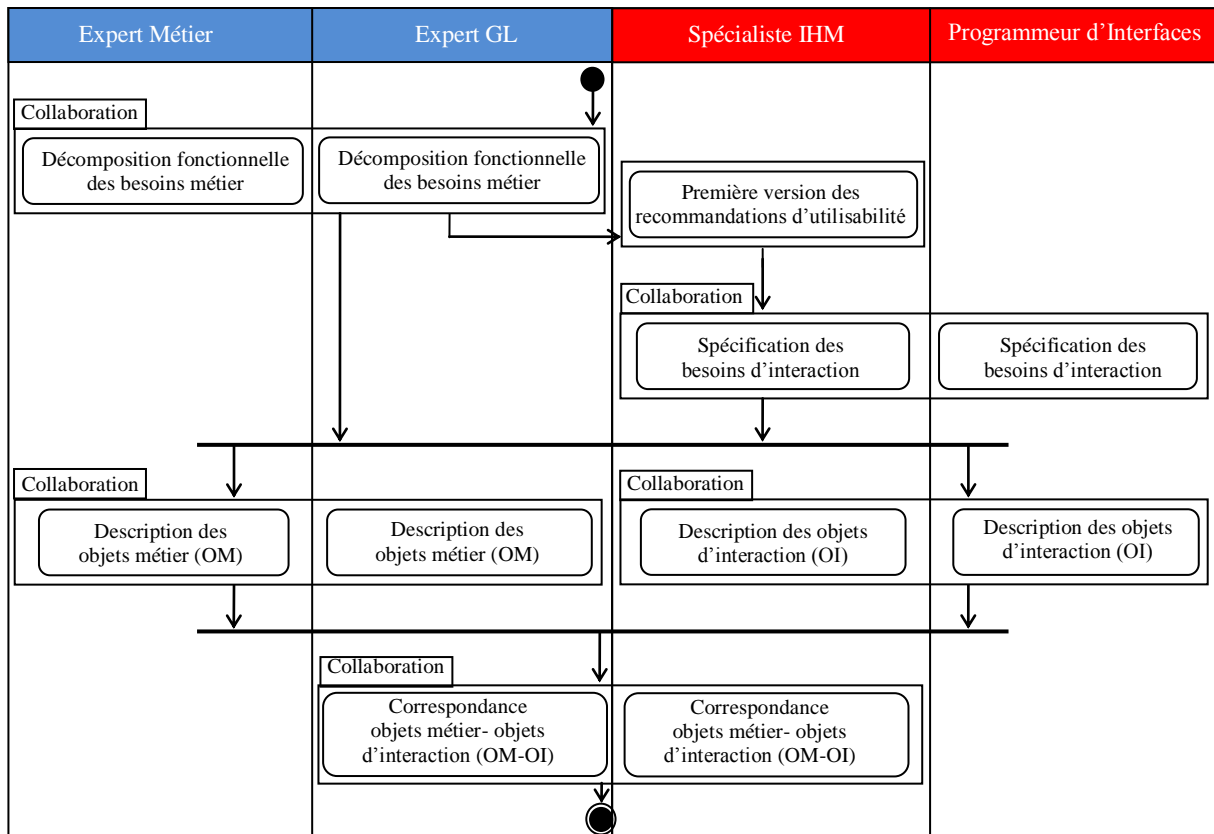 Expert Métier
Expert GL
Spécialiste IHM
Programmeur d'Interfaces
Collaboration
Décomposition fonctionnelle
des besoins métier
Décomposition fonctionnelle
des besoins métier
Première version des
recommandations d'utilisabilité
Collaboration
Spécification des
besoins d'interaction
Spécification des
besoins d'interaction
Collaboration
Description des
objets métier (OM)
Description des
objets métier (OM)
Collaboration
Description des objets
d'interaction (OI)
Description des objets
d'interaction (OI)
Collaboration
Correspondance
objets métier- objets
d'interaction (OM-OI)
Correspondance
objets métier- objets
d'interaction (OM-OI)